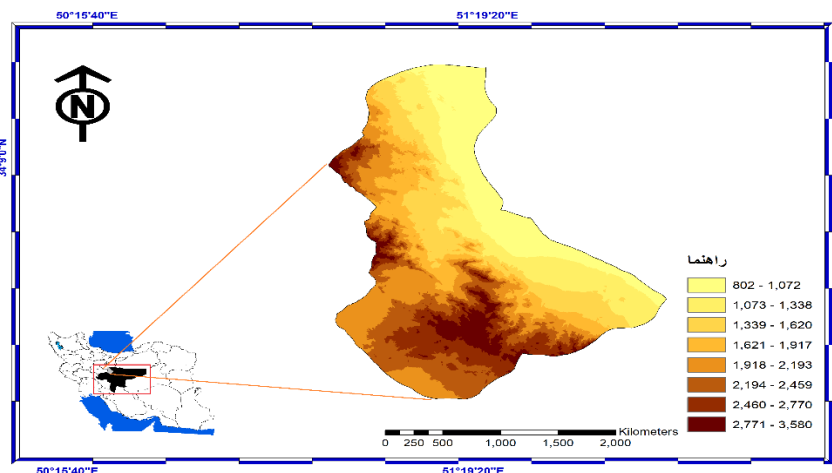 50°15'40"E 51°19'20"E
N
34°9'0"N
راهنما
802 - 1,072
1,073 - 1,338
1,339 - 1,620
1,621 - 1,917
1,918 - 2,193
2,194 - 2,459
2,460 - 2,770
2,771 - 3,580
Kilometers
0 250 500 1,000 1,500 2,000
50°15'40"E 51°19'20"E